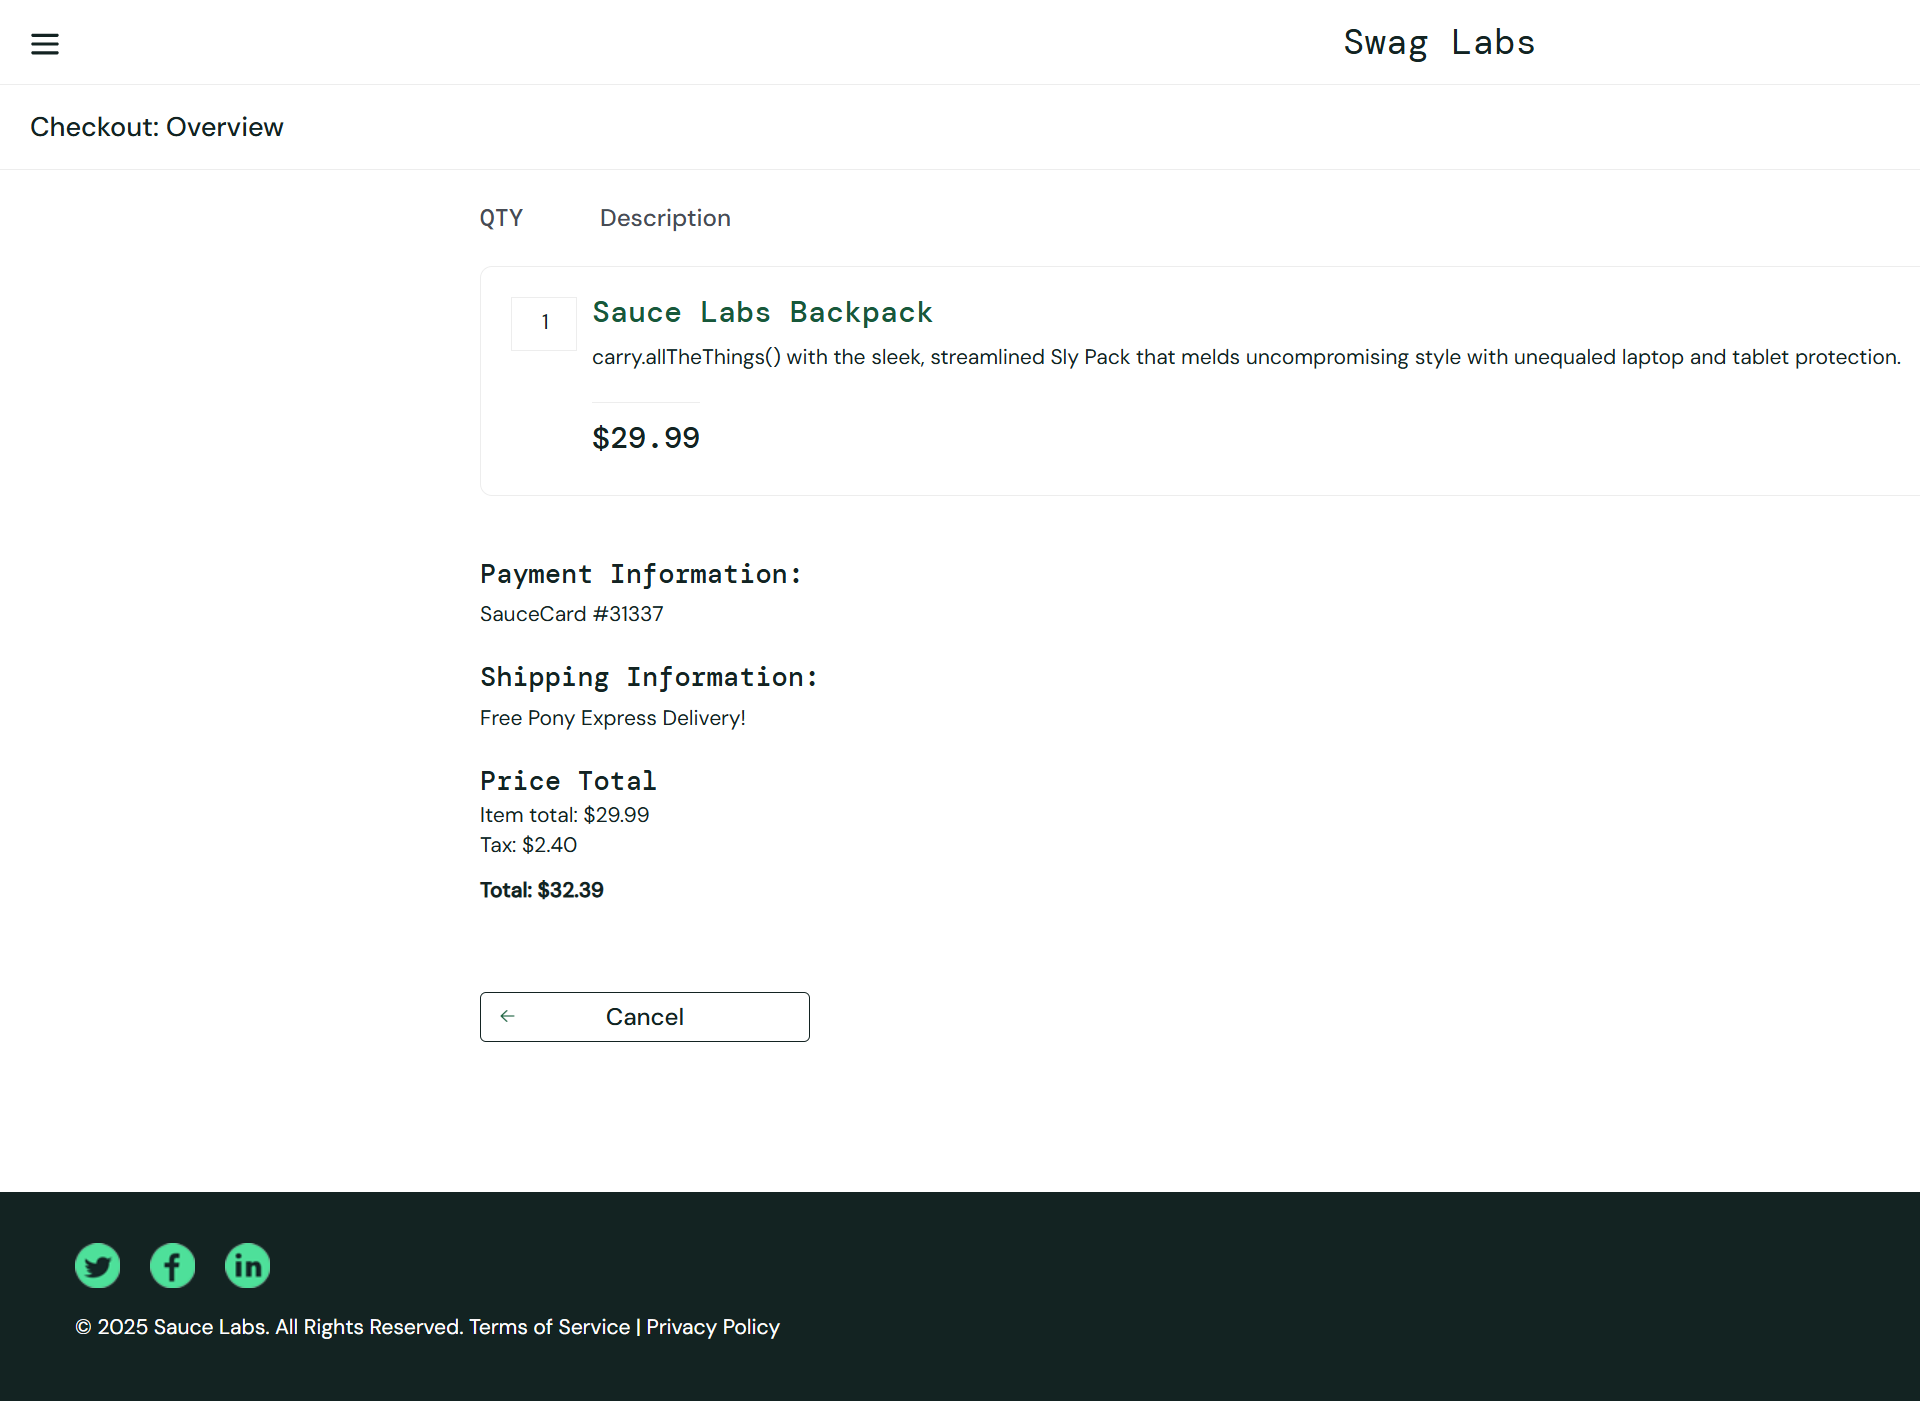 Swag Labs
Checkout: Overview
QTY Description
1 Sauce Labs Backpack
carry.allTheThings() with the sleek, streamlined Sly Pack that melds uncompromising style with unequaled laptop and tablet protection.
$29.99
Payment Information:
SauceCard #31337
Shipping Information:
Free Pony Express Delivery!
Price Total
Item total: $29.99
Tax: $2.40
Total: $32.39
Cancel
© 2025 Sauce Labs. All Rights Reserved. Terms of Service | Privacy Policy